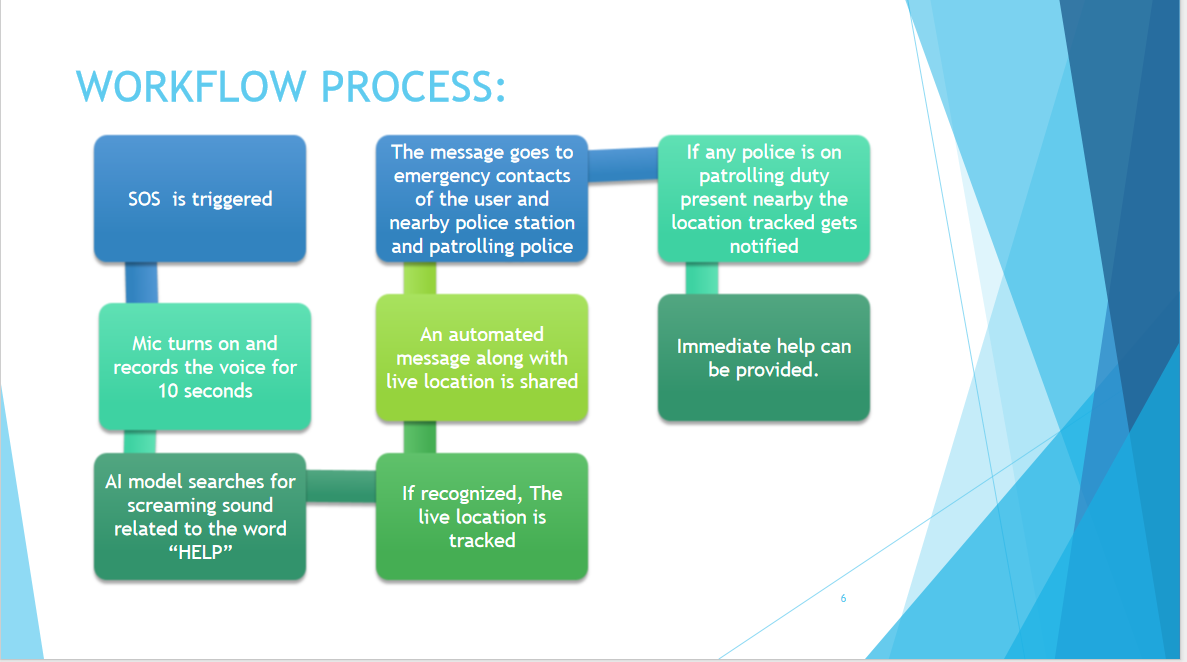 WORKFLOW PROCESS:
SOS  is triggered
Mic turns on and
records the voice for
10 seconds
AI model searches for
screaming sound
related to the word
“HELP”
If recognized, The
live location is
tracked
An automated
message along with
live location is shared
The message goes to
emergency contacts
of the user and
nearby police station
and patrolling police
If any police is on
patrolling duty
present nearby the
location tracked gets
notified
Immediate help can
be provided.
6